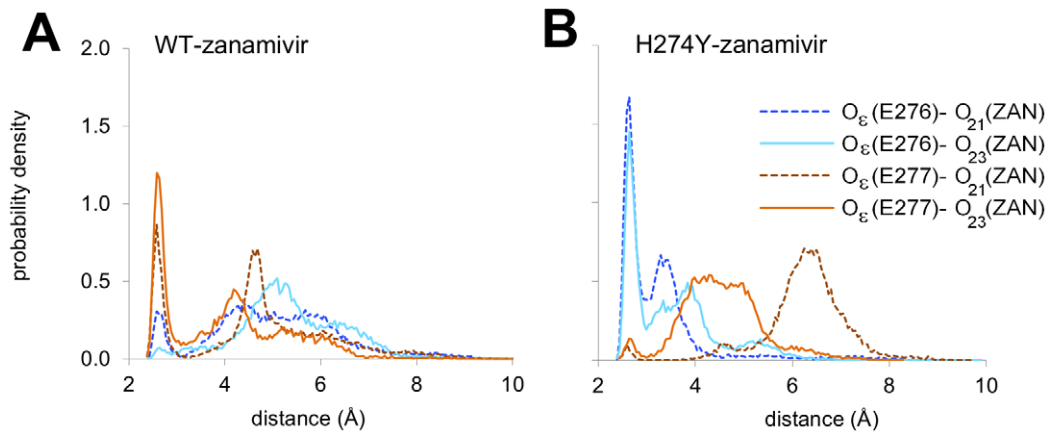 A
WT-zanamivir
2.0
1.5
1.0
0.5
0.0
probability density
2
4
6
8
10
distance (Å)
B
H274Y-zanamivir
Oε(E276)- O21(ZAN)
Oε(E276)- O23(ZAN)
Oε(E277)- O21(ZAN)
Oε(E277)- O23(ZAN)
2
4
6
8
10
distance (Å)